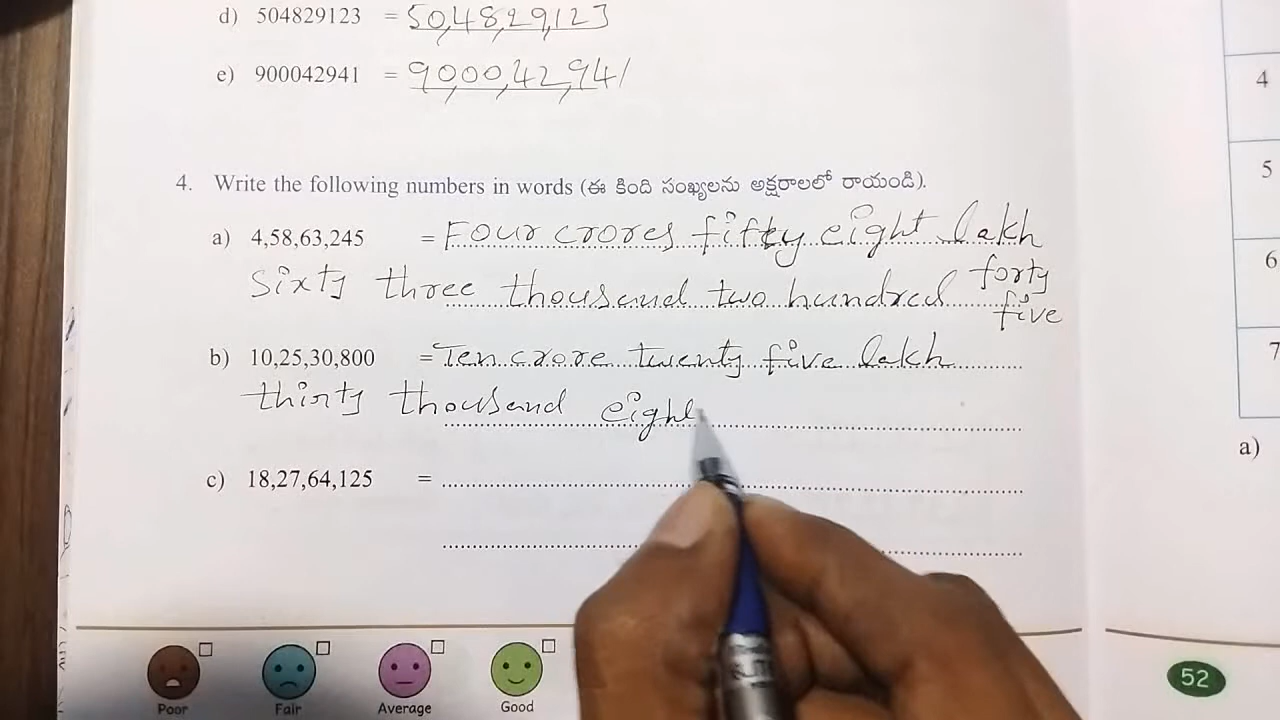 d) 504829123 = 50,48,29,123
e) 900042941 = 90,00,42,941
4. Write the following numbers in words (ఈ కింది సంఖ్యలను అక్షరాలలో రాయండి).
a) 4,58,63,245 = Four crores fifty eight lakh
sixty three thousand two hundred forty
five
b) 10,25,30,800 = Ten crore twenty five lakh
thirty thousand eight
c) 18,27,64,125 =
Poor Fair Average Good
4
5
6
7
a)
52